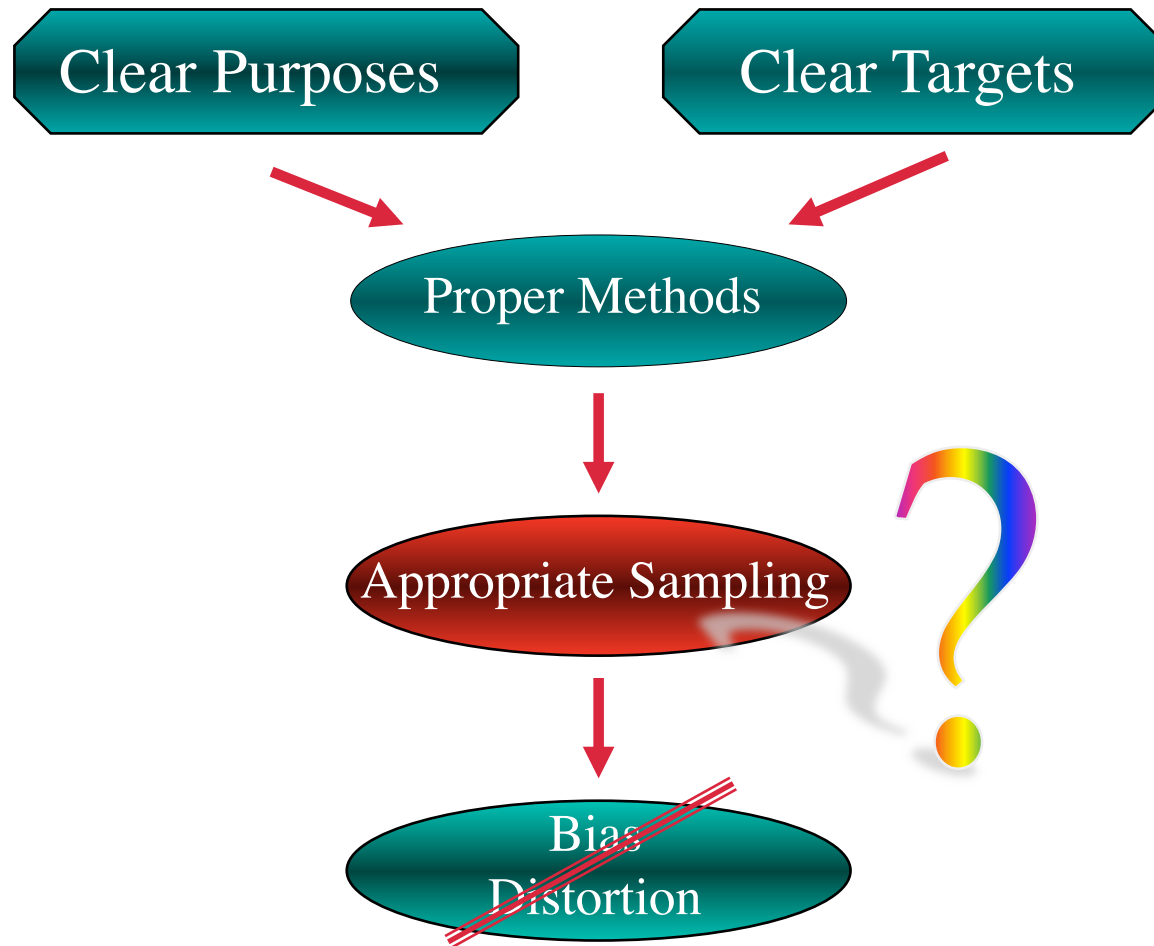 Clear Purposes
Clear Targets
Proper Methods
Appropriate Sampling
?
Bias
Distortion